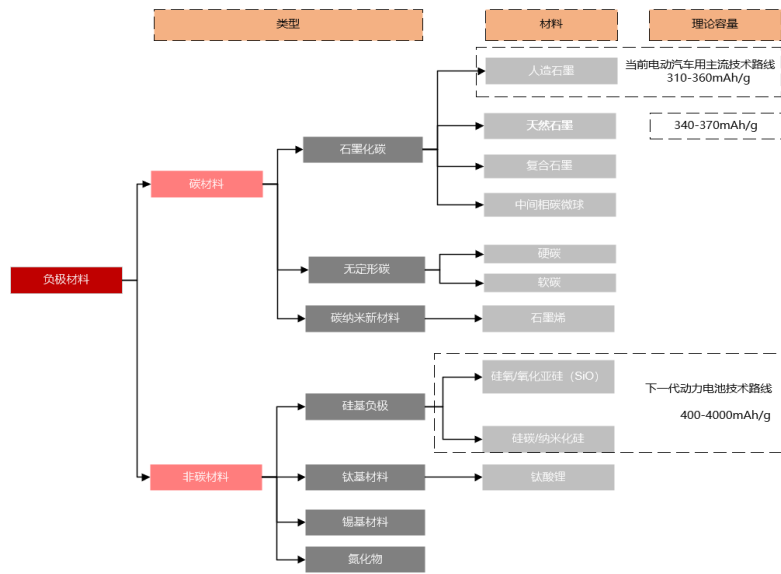 类型
材料
理论容量
人造石墨
当前电动汽车用主流技术路线
310-360mAh/g
天然石墨
340-370mAh/g
石墨化碳
复合石墨
碳材料
中间相碳微球
硬碳
无定形碳
负极材料
软碳
碳纳米新材料
石墨烯
硅氧/氧化亚硅（SiO）
下一代动力电池技术路线
硅基负极
400-4000mAh/g
硅碳/纳米化硅
非碳材料
钛基材料
钛酸锂
锡基材料
氮化物